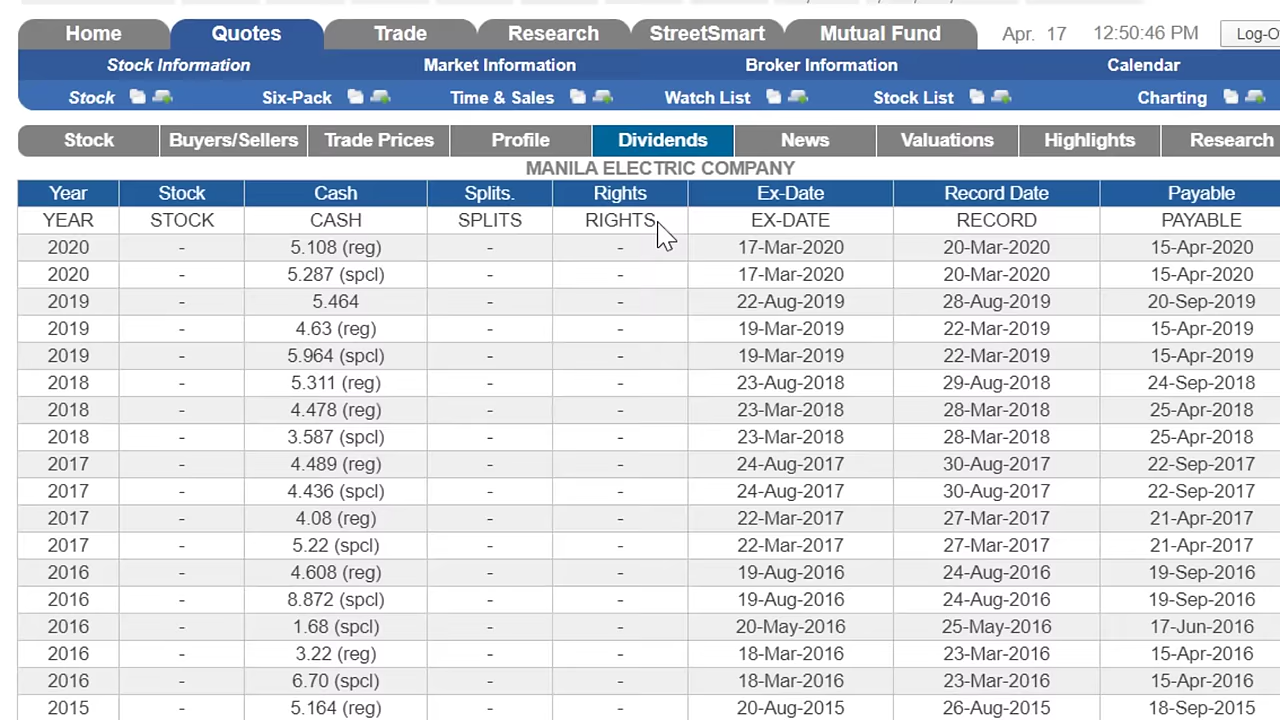 Home Quotes Trade Research StreetSmart Mutual Fund Apr. 17 12:50:46 PM Log-O
Stock Information Market Information Broker Information Calendar
Stock Six-Pack Time & Sales Watch List Stock List Charting
Stock Buyers/Sellers Trade Prices Profile Dividends News Valuations Highlights Research
MANILA ELECTRIC COMPANY
Year Stock Cash Splits. Rights Ex-Date Record Date Payable
YEAR STOCK CASH SPLITS RIGHTS EX-DATE RECORD PAYABLE
2020 - 5.108 (reg) - - 17-Mar-2020 20-Mar-2020 15-Apr-2020
2020 - 5.287 (spcl) - - 17-Mar-2020 20-Mar-2020 15-Apr-2020
2019 - 5.464 - - 22-Aug-2019 28-Aug-2019 20-Sep-2019
2019 - 4.63 (reg) - - 19-Mar-2019 22-Mar-2019 15-Apr-2019
2019 - 5.964 (spcl) - - 19-Mar-2019 22-Mar-2019 15-Apr-2019
2018 - 5.311 (reg) - - 23-Aug-2018 29-Aug-2018 24-Sep-2018
2018 - 4.478 (reg) - - 23-Mar-2018 28-Mar-2018 25-Apr-2018
2018 - 3.587 (spcl) - - 23-Mar-2018 28-Mar-2018 25-Apr-2018
2017 - 4.489 (reg) - - 24-Aug-2017 30-Aug-2017 22-Sep-2017
2017 - 4.436 (spcl) - - 24-Aug-2017 30-Aug-2017 22-Sep-2017
2017 - 4.08 (reg) - - 22-Mar-2017 27-Mar-2017 21-Apr-2017
2017 - 5.22 (spcl) - - 22-Mar-2017 27-Mar-2017 21-Apr-2017
2016 - 4.608 (reg) - - 19-Aug-2016 24-Aug-2016 19-Sep-2016
2016 - 8.872 (spcl) - - 19-Aug-2016 24-Aug-2016 19-Sep-2016
2016 - 1.68 (spcl) - - 20-May-2016 25-May-2016 17-Jun-2016
2016 - 3.22 (reg) - - 18-Mar-2016 23-Mar-2016 15-Apr-2016
2016 - 6.70 (spcl) - - 18-Mar-2016 23-Mar-2016 15-Apr-2016
2015 - 5.164 (reg) - - 20-Aug-2015 26-Aug-2015 18-Sep-2015